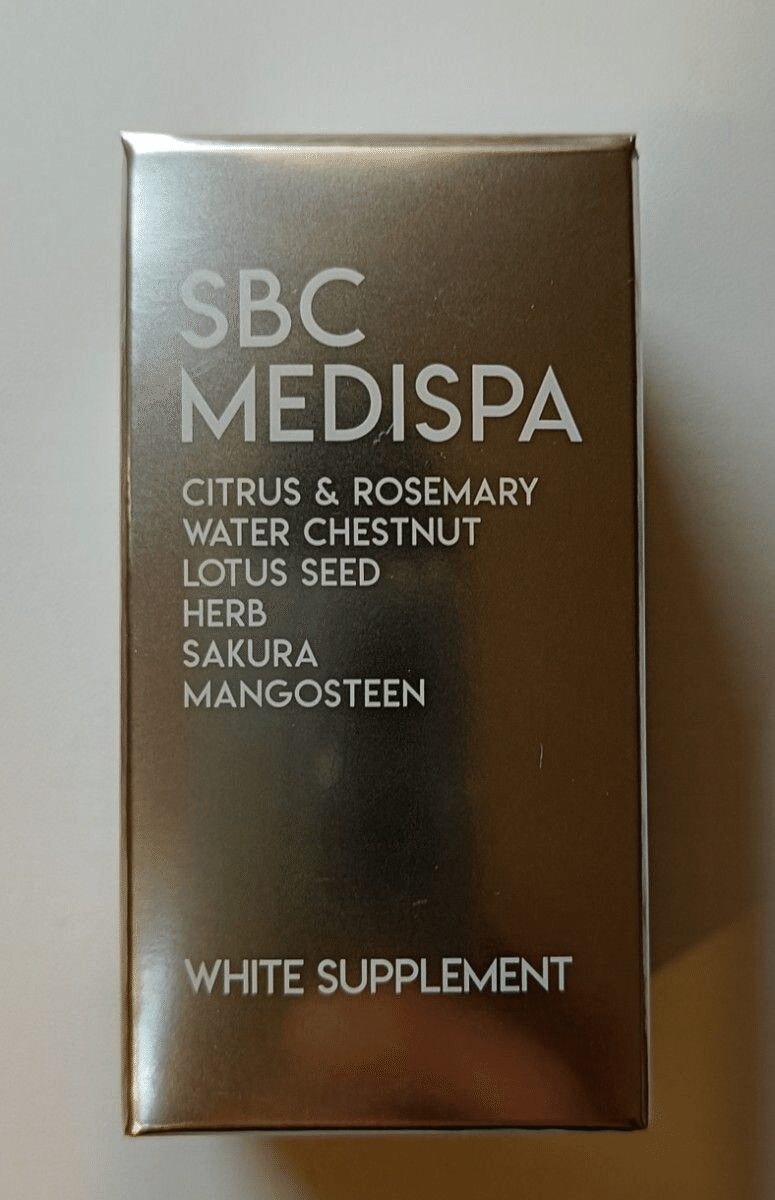 SBC
MEDISPA
CITRUS & ROSEMARY
WATER CHESTNUT
LOTUS SEED
HERB
SAKURA
MANGOSTEEN
WHITE SUPPLEMENT